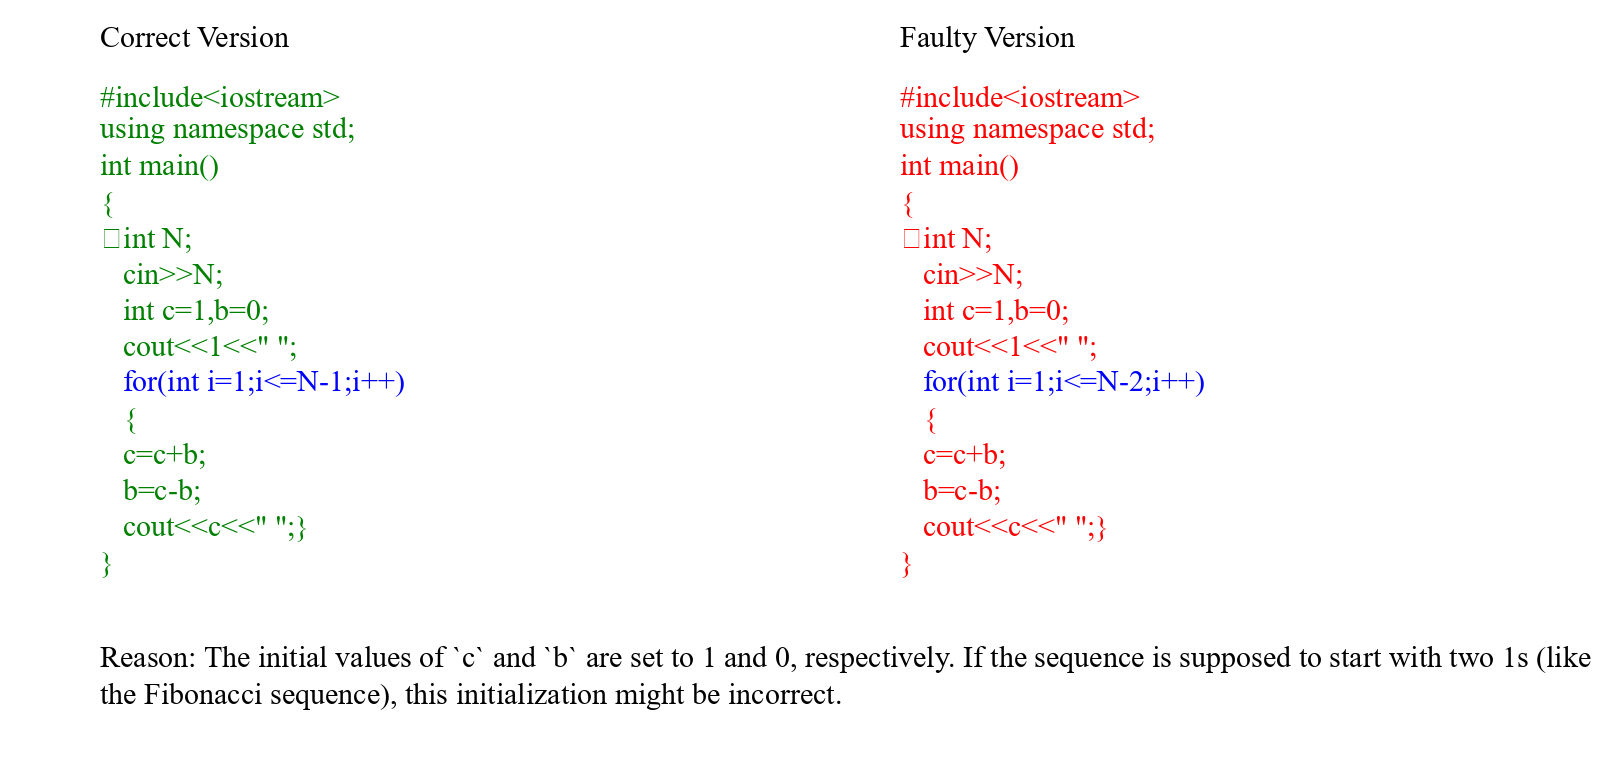 Correct Version
#include<iostream>
using namespace std;
int main()
{
int N;
cin>>N;
int c=1,b=0;
cout<<1<<" ";
for(int i=1;i<=N-1;i++)
{
c=c+b;
b=c-b;
cout<<c<<" ";}
}
Faulty Version
#include<iostream>
using namespace std;
int main()
{
int N;
cin>>N;
int c=1,b=0;
cout<<1<<" ";
for(int i=1;i<=N-2;i++)
{
c=c+b;
b=c-b;
cout<<c<<" ";}
}
Reason: The initial values of `c` and `b` are set to 1 and 0, respectively. If the sequence is supposed to start with two 1s (like
the Fibonacci sequence), this initialization might be incorrect.